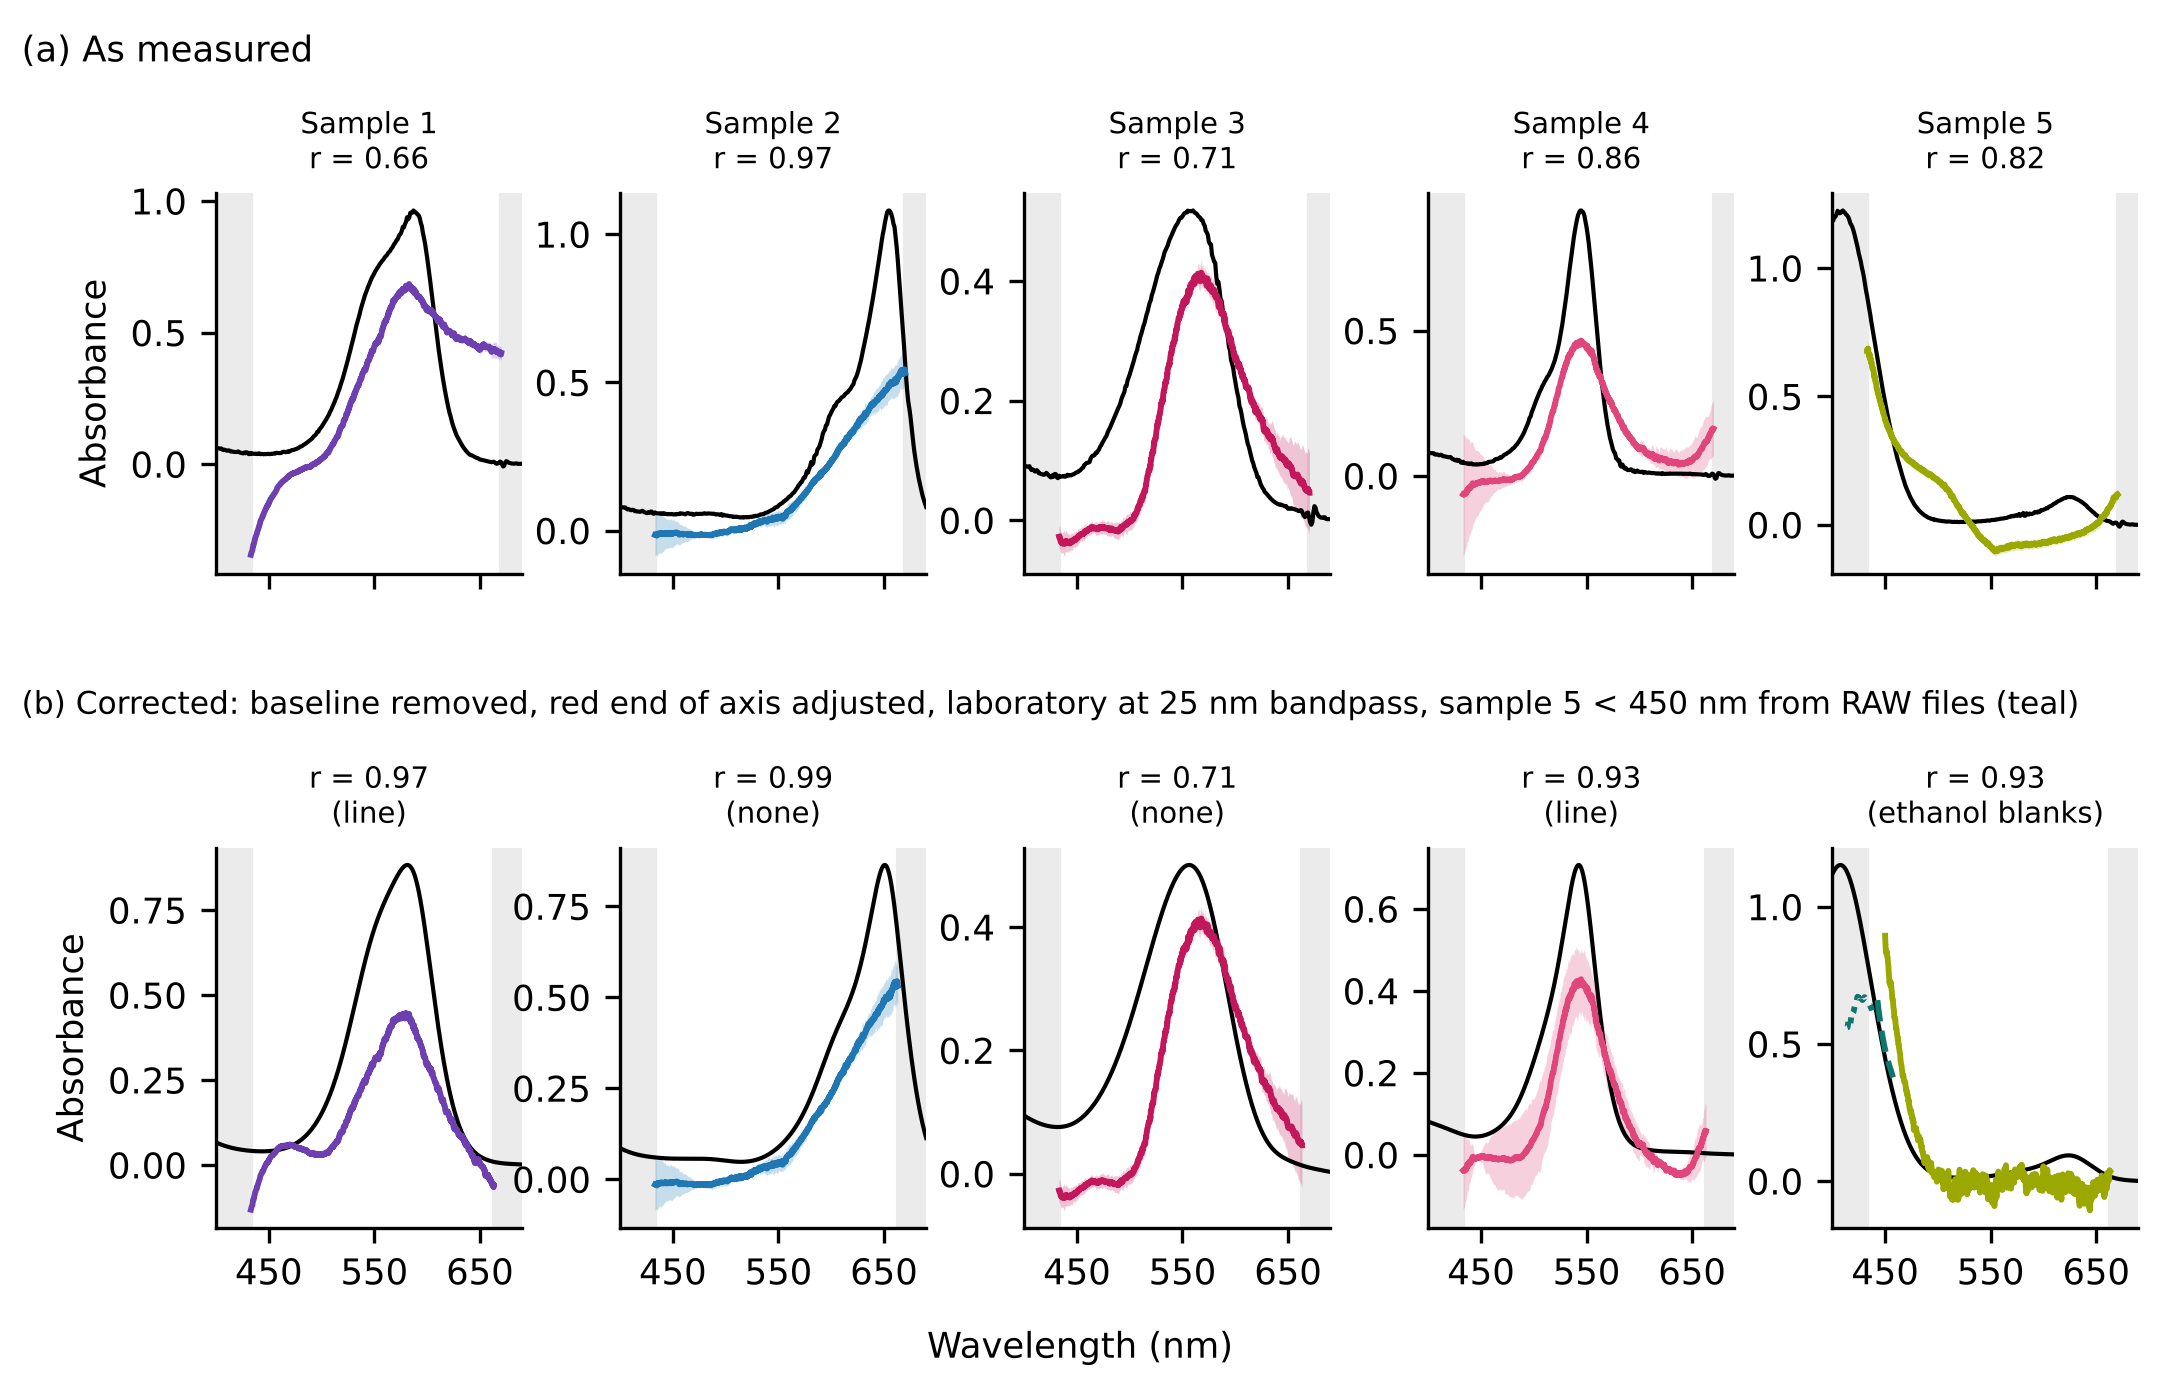 (a) As measured
Sample 1
r = 0.66
Sample 2
r = 0.97
Sample 3
r = 0.71
Sample 4
r = 0.86
Sample 5
r = 0.82
Absorbance
1.0
0.5
0.0
1.0
0.5
0.0
0.4
0.2
0.0
0.5
0.0
1.0
0.5
0.0
(b) Corrected: baseline removed, red end of axis adjusted, laboratory at 25 nm bandpass, sample 5 < 450 nm from RAW files (teal)
r = 0.97
(line)
r = 0.99
(none)
r = 0.71
(none)
r = 0.93
(line)
r = 0.93
(ethanol blanks)
Absorbance
0.75
0.50
0.25
0.00
0.75
0.50
0.25
0.00
0.4
0.2
0.0
0.6
0.4
0.2
0.0
1.0
0.5
0.0
450 550 650
450 550 650
450 550 650
450 550 650
450 550 650
Wavelength (nm)